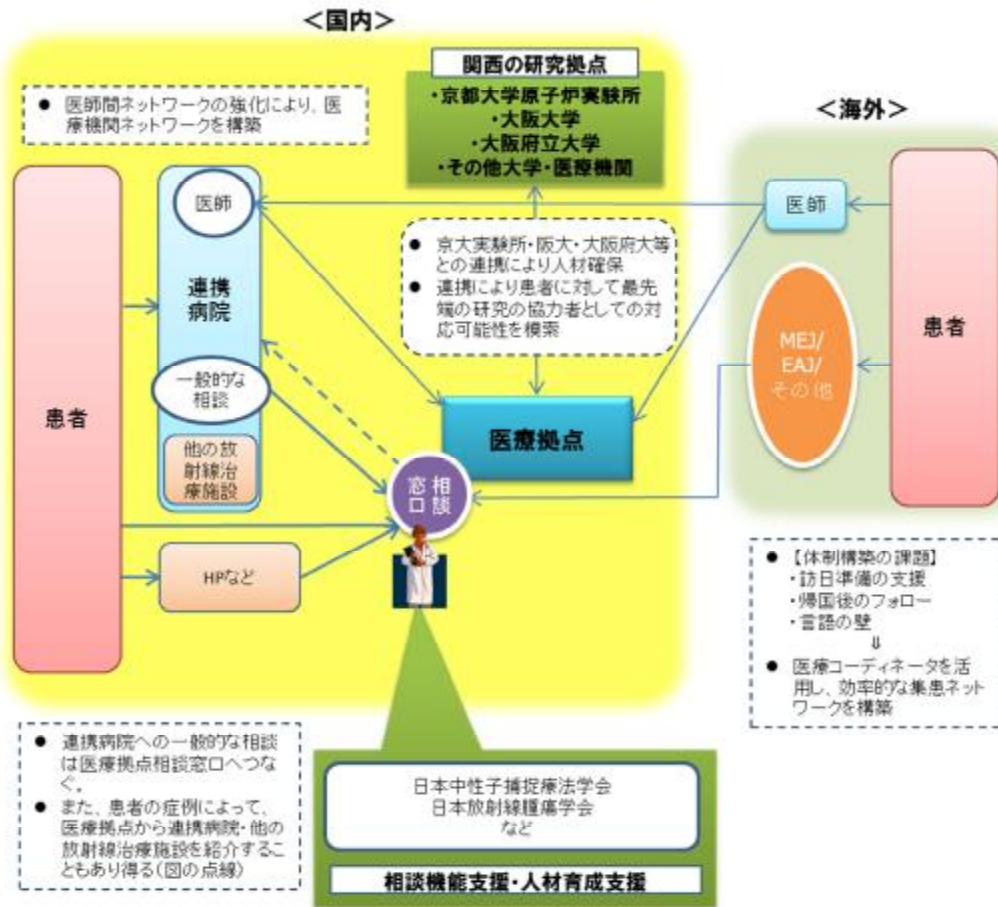 <国内>
関西の研究拠点
・京都大学原子炉実験所
・大阪大学
・大阪府立大学
・その他大学・医療機関
● 医師間ネットワークの強化により、医
療機関ネットワークを構築
<海外>
患者
医師
連携
病院
一般的な
相談
他の放
射線治
療施設
HPなど
● 京大実験所・阪大・大阪府大等
との連携により人材確保
● 連携により患者に対して最先
端の研究の協力者としての対
応可能性を模索
医療拠点
相談
窓口
医師
MEJ/
EAJ/
その他
患者
● 【体制構築の課題】
・訪日準備の支援
・帰国後のフォロー
・言語の壁
⇓
● 医療コーディネータを活
用し、効率的な集患ネット
ワークを構築
● 連携病院への一般的な相談
は医療拠点相談窓口へつな
ぐ。
● また、患者の症例によって、
医療拠点から連携病院・他の
放射線治療施設を紹介するこ
ともあり得る(図の点線)
日本中性子捕捉療法学会
日本放射線腫瘍学会
など
相談機能支援・人材育成支援